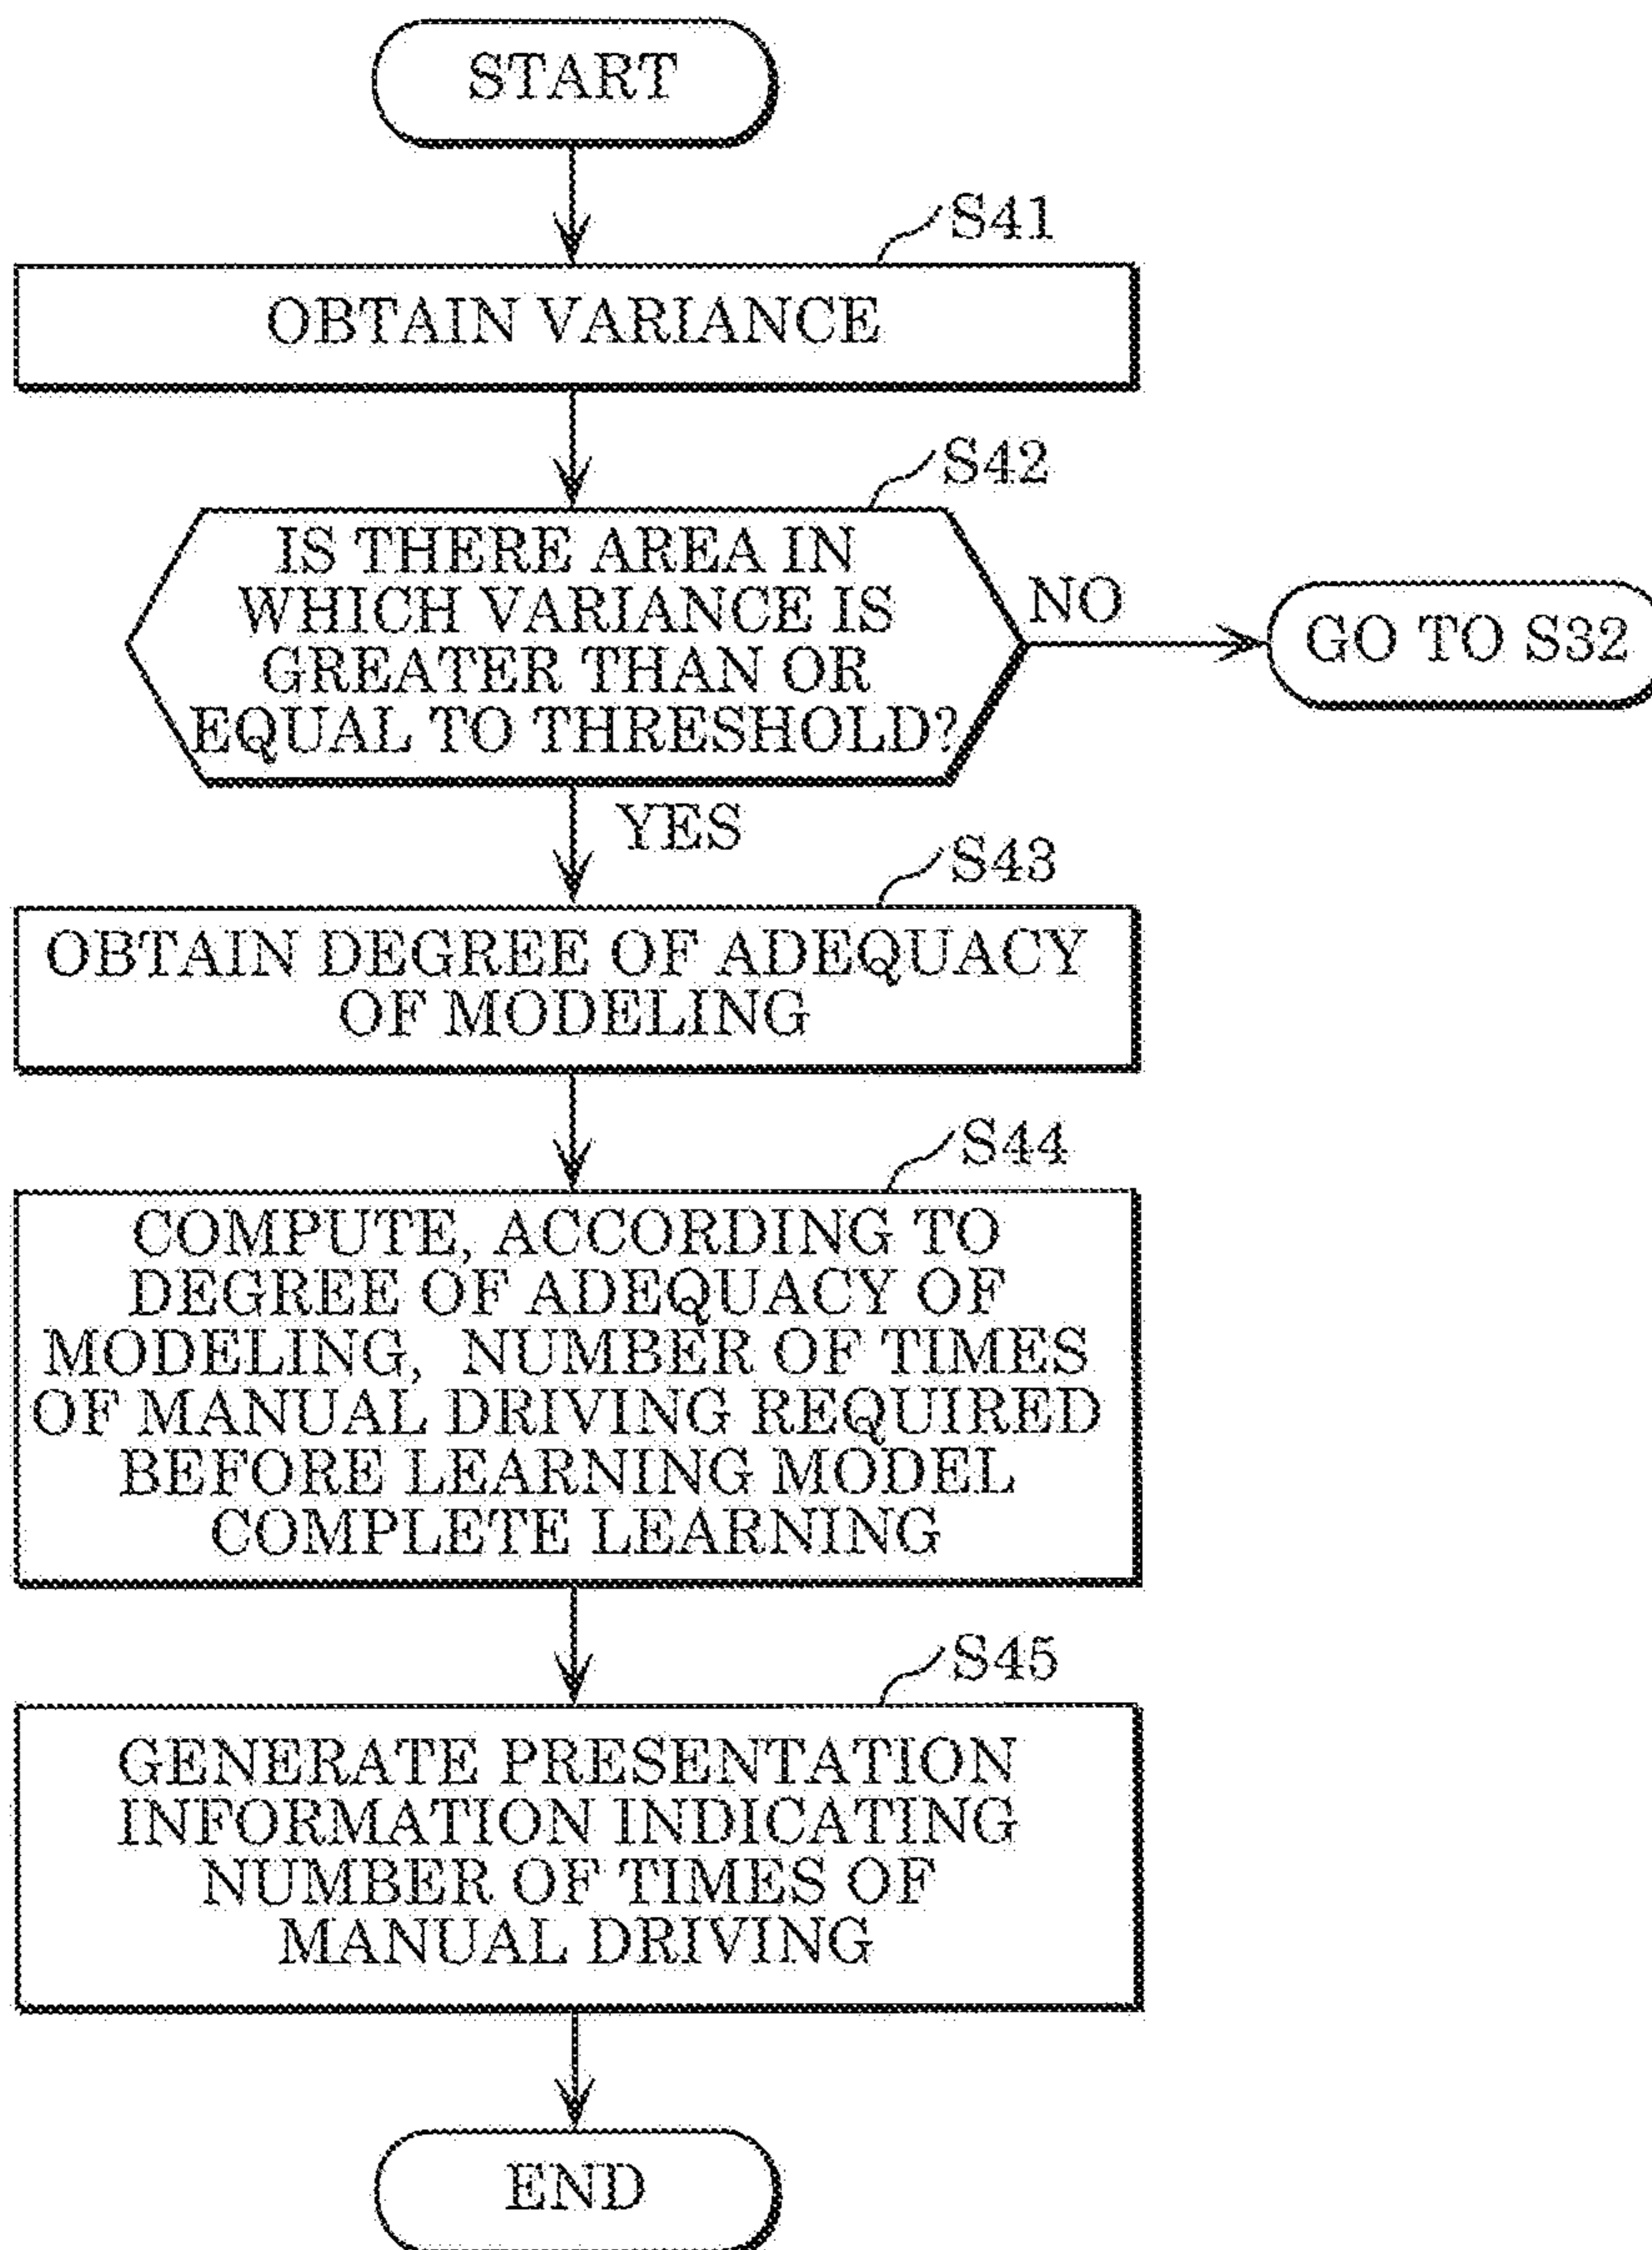 START
S41
OBTAIN VARIANCE
S42
IS THERE AREA IN
WHICH VARIANCE IS
GREATER THAN OR
EQUAL TO THRESHOLD?
NO
GO TO S32
YES
S43
OBTAIN DEGREE OF ADEQUACY
OF MODELING
S44
COMPUTE, ACCORDING TO
DEGREE OF ADEQUACY OF
MODELING, NUMBER OF TIMES
OF MANUAL DRIVING REQUIRED
BEFORE LEARNING MODEL
COMPLETE LEARNING
S45
GENERATE PRESENTATION
INFORMATION INDICATING
NUMBER OF TIMES OF
MANUAL DRIVING
END